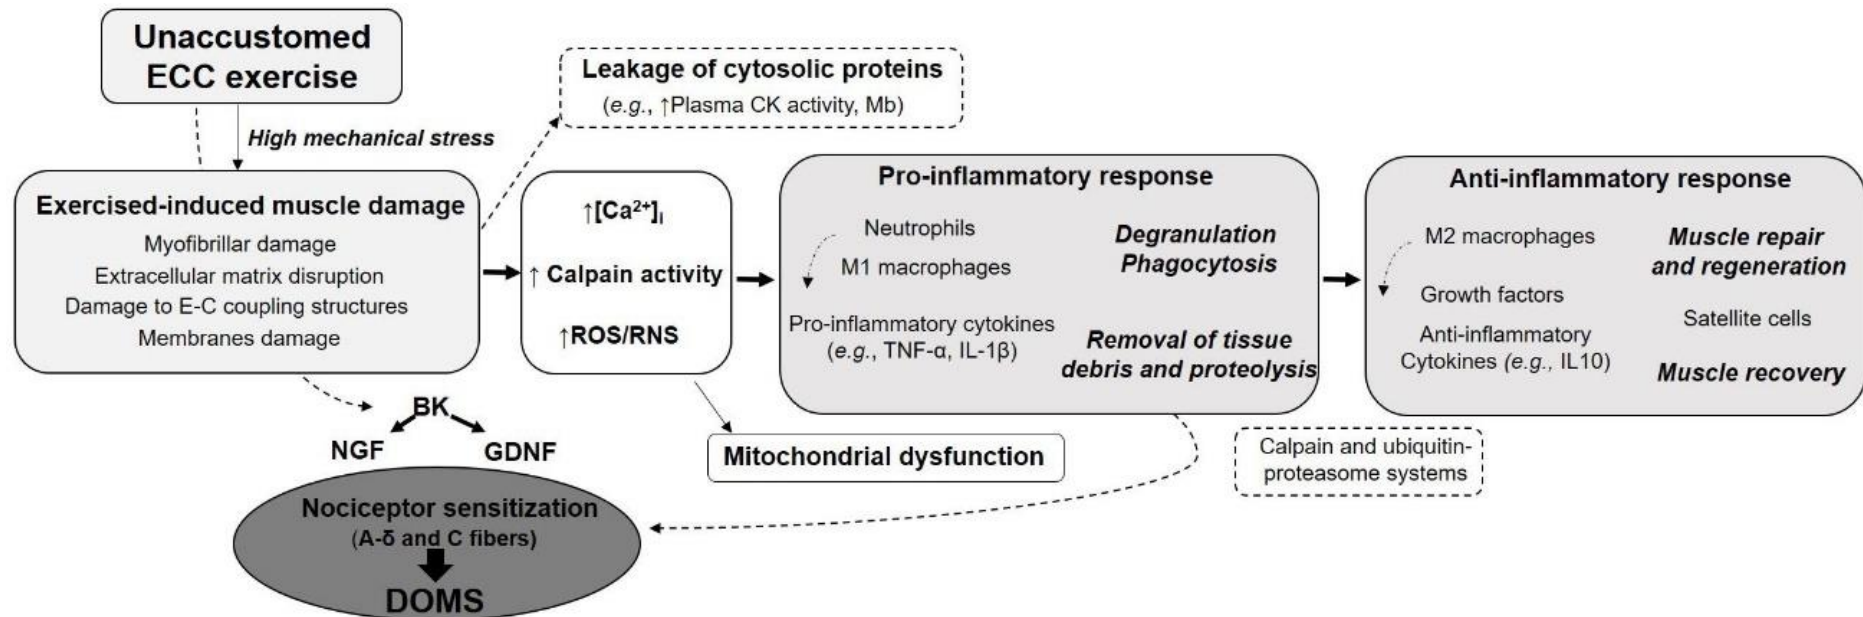 Unaccustomed
ECC exercise
High mechanical stress
Leakage of cytosolic proteins
(e.g., ↑Plasma CK activity, Mb)
Exercised-induced muscle damage
Myofibrillar damage
Extracellular matrix disruption
Damage to E-C coupling structures
Membranes damage
↑[Ca²⁺]ᵢ
↑ Calpain activity
↑ROS/RNS
Pro-inflammatory response
Neutrophils
M1 macrophages
Pro-inflammatory cytokines
(e.g., TNF-α, IL-1β)
Degranulation
Phagocytosis
Removal of tissue
debris and proteolysis
Anti-inflammatory response
M2 macrophages
Growth factors
Anti-inflammatory
Cytokines (e.g., IL10)
Muscle repair
and regeneration
Satellite cells
Muscle recovery
BK
NGF
GDNF
Mitochondrial dysfunction
Calpain and ubiquitin-
proteasome systems
Nociceptor sensitization
(A-δ and C fibers)
DOMS